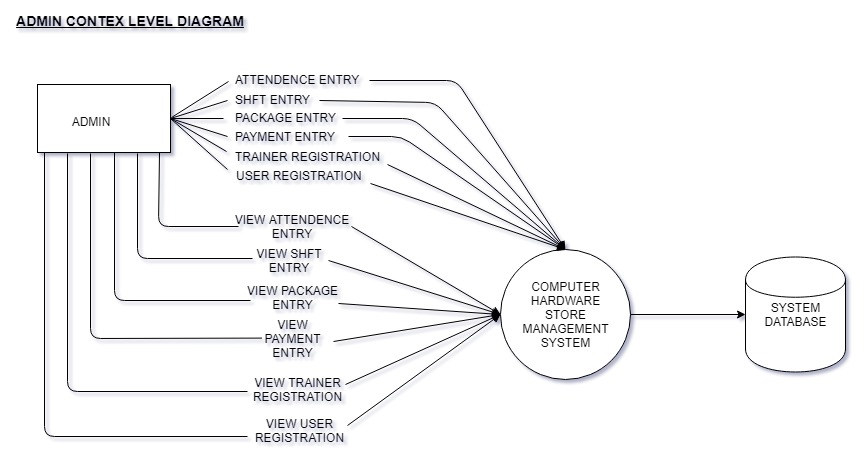 ADMIN CONTEX LEVEL DIAGRAM
ADMIN
ATTENDENCE ENTRY
SHFT ENTRY
PACKAGE ENTRY
PAYMENT ENTRY
TRAINER REGISTRATION
USER REGISTRATION
VIEW ATTENDENCE
ENTRY
VIEW SHFT
ENTRY
VIEW PACKAGE
ENTRY
VIEW
PAYMENT
ENTRY
VIEW TRAINER
REGISTRATION
VIEW USER
REGISTRATION
COMPUTER
HARDWARE
STORE
MANAGEMENT
SYSTEM
SYSTEM
DATABASE